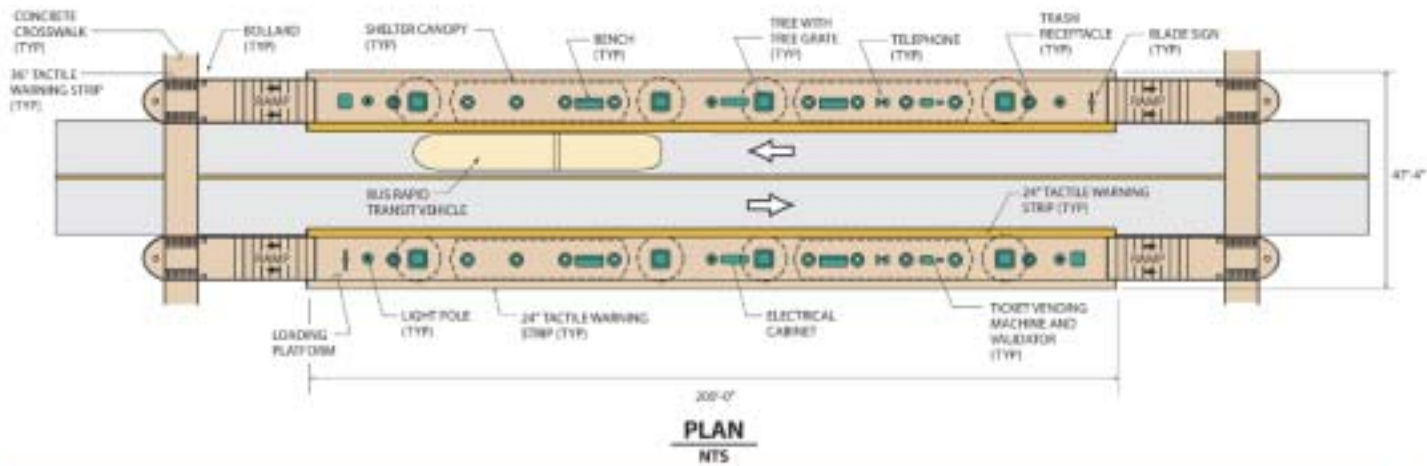 CONCRETE
CROSSWALK
(TYP)
BOLLARD
(TYP)
SHELTER CANOPY
(TYP)
BENCH
(TYP)
TREE WITH
TREE GRATE
(TYP)
TELEPHONE
(TYP)
TRASH
RECEPTACLE
(TYP)
BLADE SIGN
(TYP)
36" TACTILE
WARNING STRIP
(TYP)
RAMP
RAMP
BUS RAPID
TRANSIT VEHICLE
24" TACTILE WARNING
STRIP (TYP)
47'-4"
RAMP
RAMP
LOADING
PLATFORM
LIGHT POLE
(TYP)
24" TACTILE WARNING
STRIP (TYP)
ELECTRICAL
CABINET
TICKET VENDING
MACHINE AND
VALIDATOR
(TYP)
200'-0"
PLAN
NTS